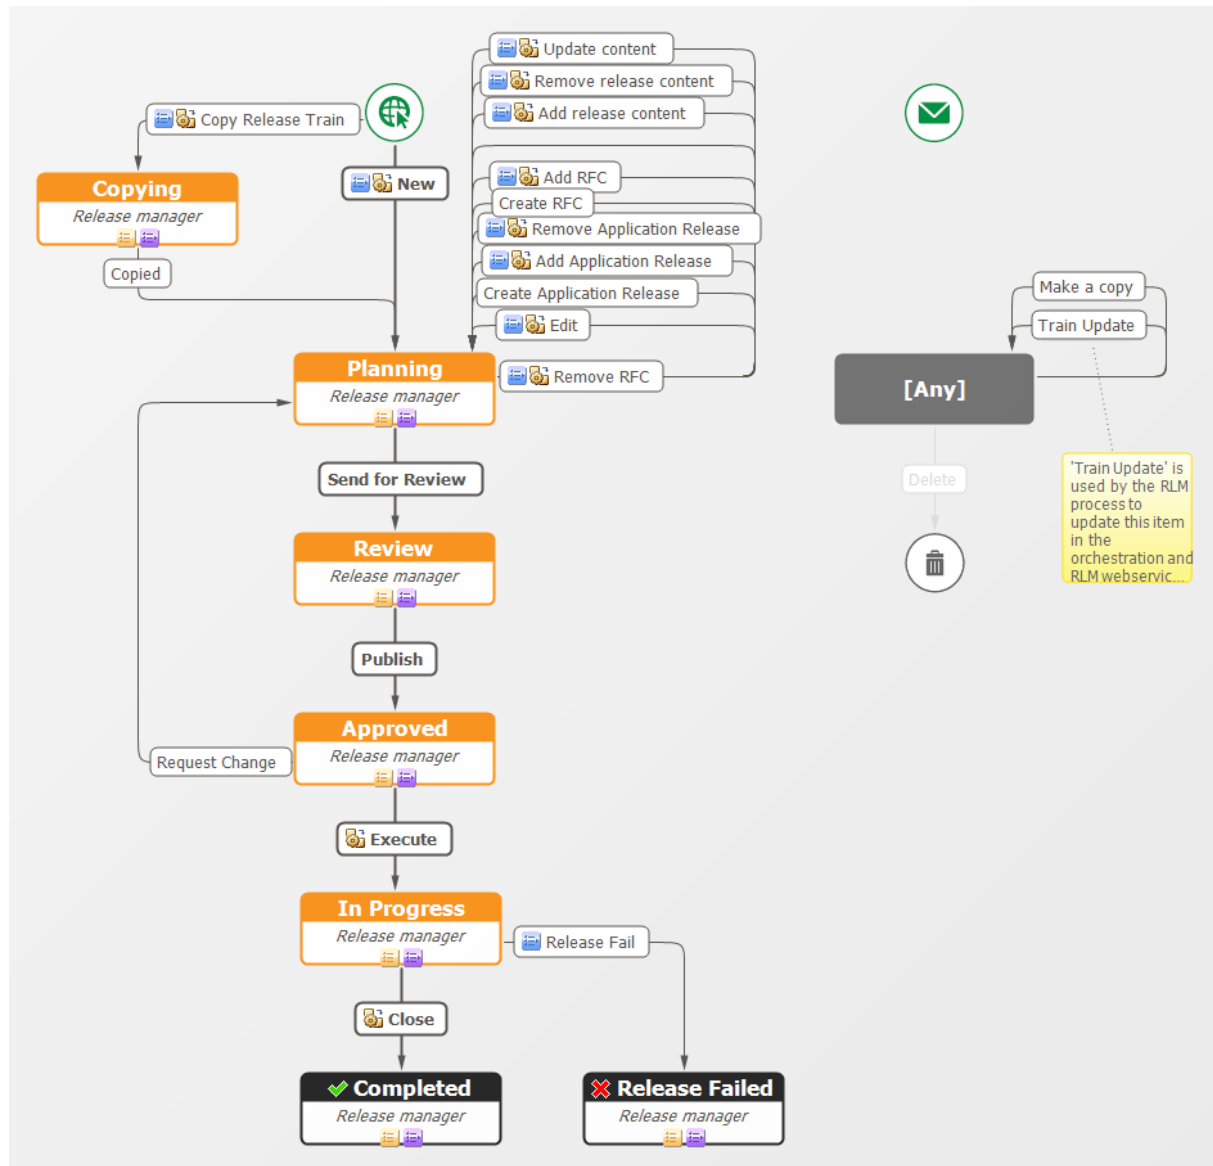 Update content
Remove release content
Add release content
Copy Release Train
New
Add RFC
Create RFC
Remove Application Release
Add Application Release
Create Application Release
Edit
Remove RFC
Copying
Release manager
Copied
Planning
Release manager
Send for Review
Review
Release manager
Publish
Approved
Release manager
Request Change
Execute
In Progress
Release manager
Release Fail
Close
Completed
Release manager
Release Failed
Release manager
Make a copy
Train Update
[Any]
Delete
'Train Update' is
used by the RLM
process to
update this item
in the
orchestration and
RLM webservic...